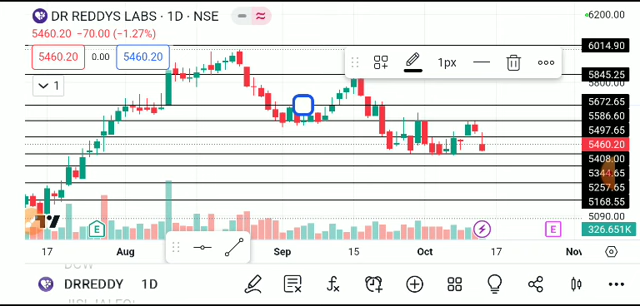 DR REDDYS LABS · 1D · NSE
5460.20 −70.00 (−1.27%)
5460.20 0.00 5460.20
1
1px
6200.00
6014.90
5845.25
5800.00
5672.65
5586.60
5497.65
5460.20
5408.00
5344.65
5257.65
5168.55
5090.00
326.651K
E
E
17 Aug Sep 15 Oct 17 Nov
DRREDDY 1D